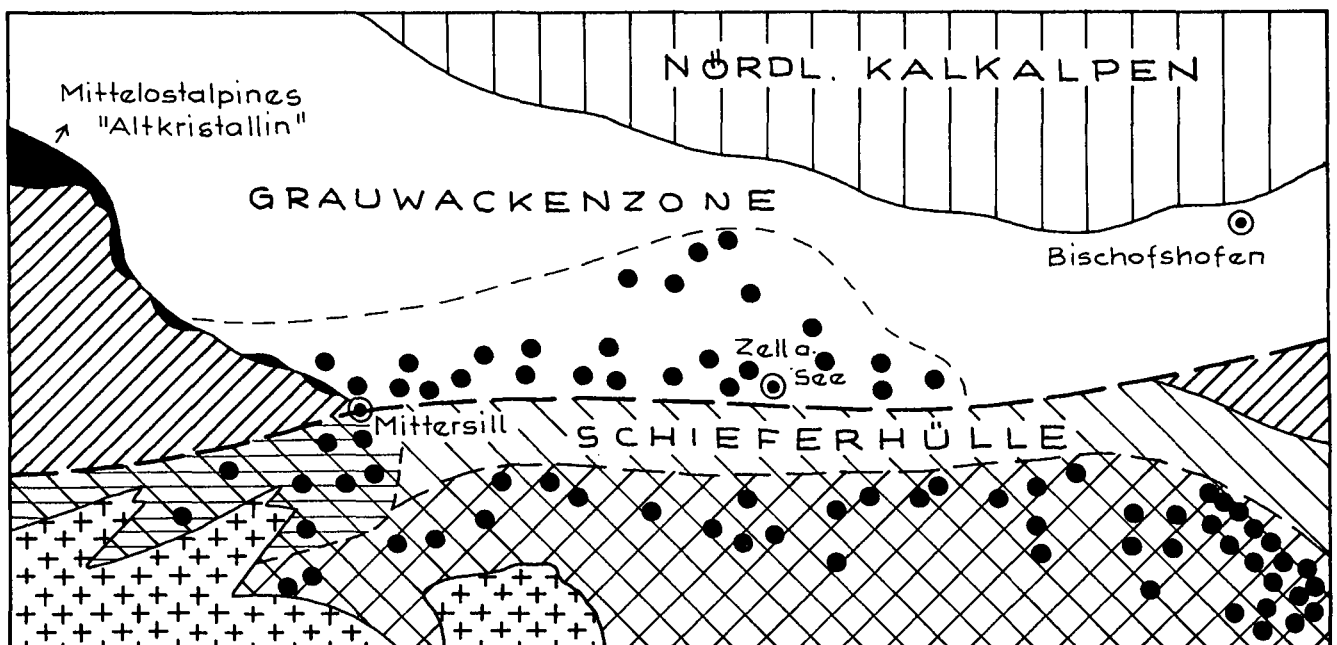 NÖRDL. KALKALPEN
Mittelostalpines
"Altkristallin"
GRAUWACKENZONE
Bischofshofen
Zell a.
See
Mittersill
SCHIEFERHÜLLE